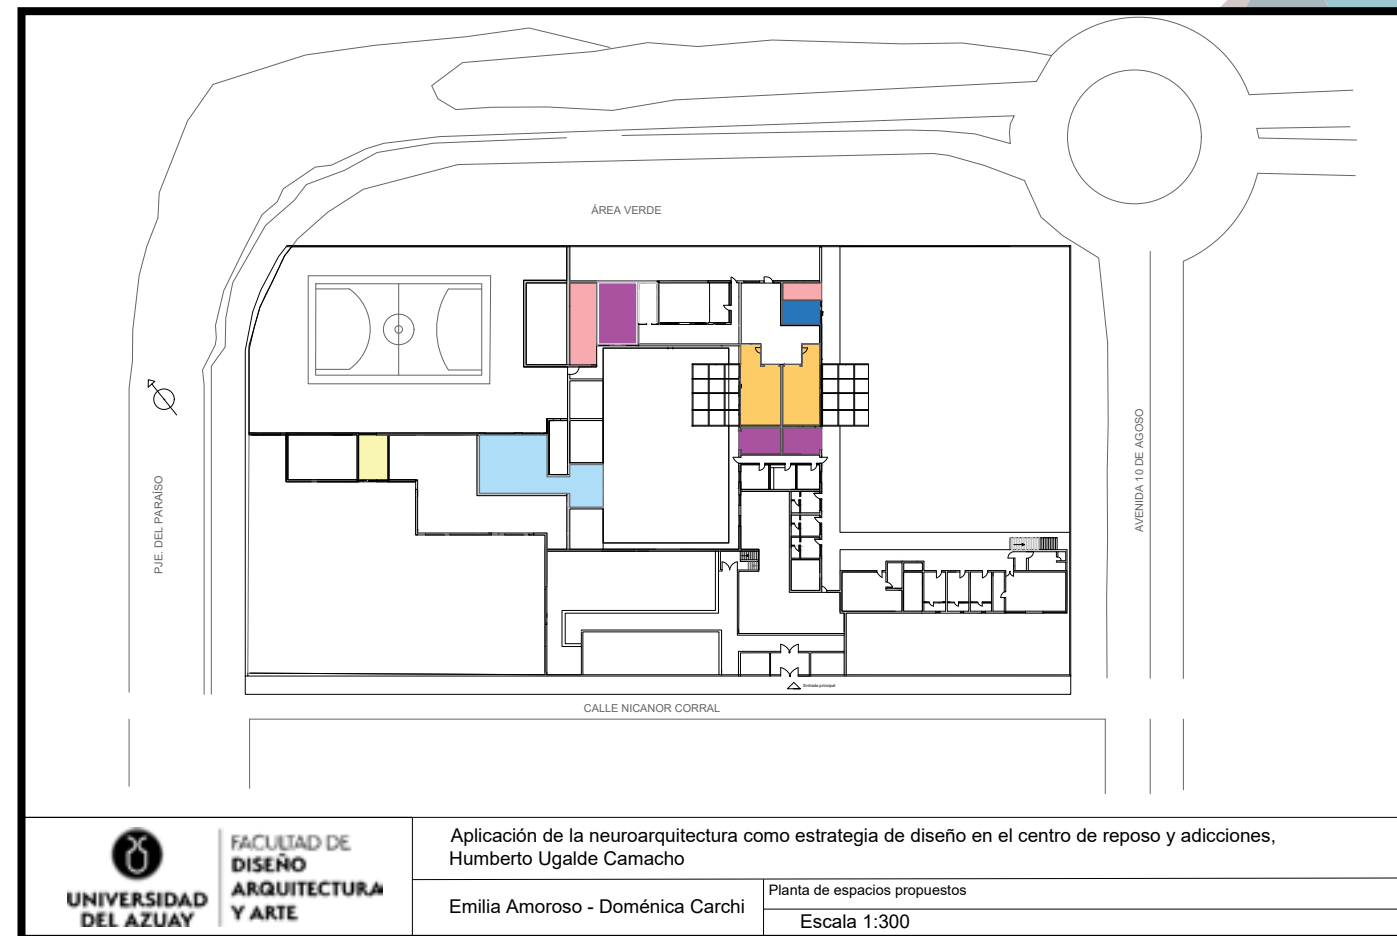 ÁREA VERDE
PJE. DEL PARAÍSO
AVENIDA 10 DE AGOSO
Entrada principal
CALLE NICANOR CORRAL
UNIVERSIDAD
DEL AZUAY
FACULTAD DE
DISEÑO
ARQUITECTURA
Y ARTE
Aplicación de la neuroarquitectura como estrategia de diseño en el centro de reposo y adicciones,
Humberto Ugalde Camacho
Emilia Amoroso - Doménica Carchi
Planta de espacios propuestos
Escala 1:300